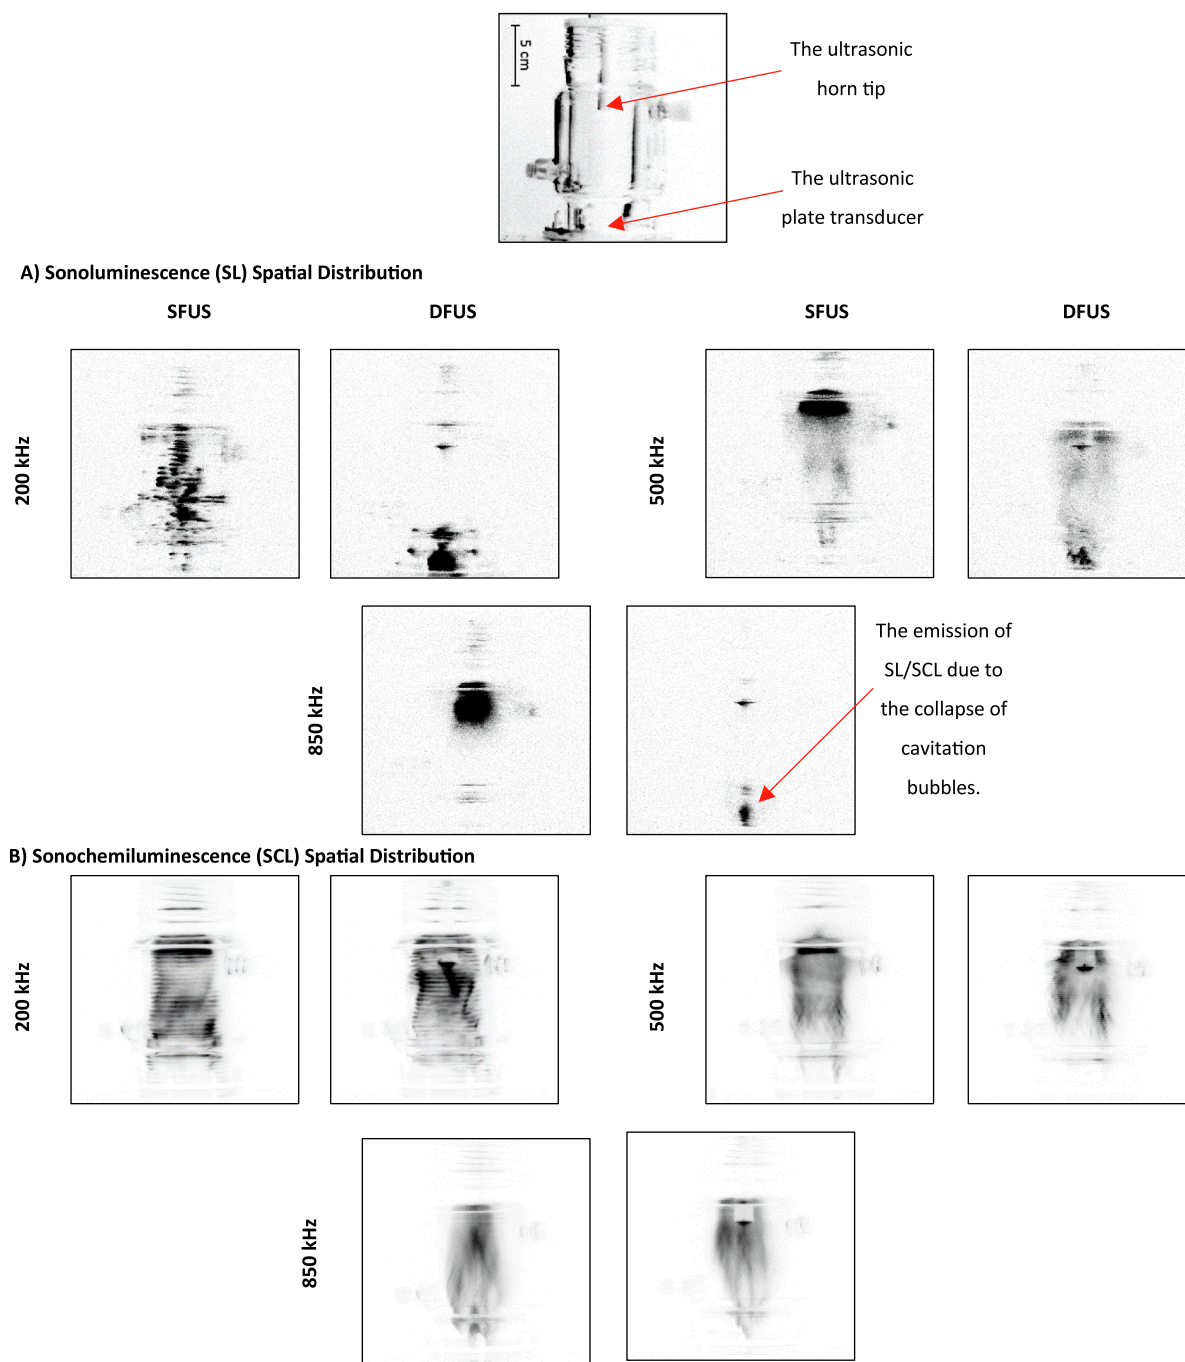 5 cm
The ultrasonic
horn tip
The ultrasonic
plate transducer
A) Sonoluminescence (SL) Spatial Distribution
SFUS
DFUS
SFUS
DFUS
200 kHz
500 kHz
850 kHz
The emission of
SL/SCL due to
the collapse of
cavitation
bubbles.
B) Sonochemiluminescence (SCL) Spatial Distribution
200 kHz
500 kHz
850 kHz